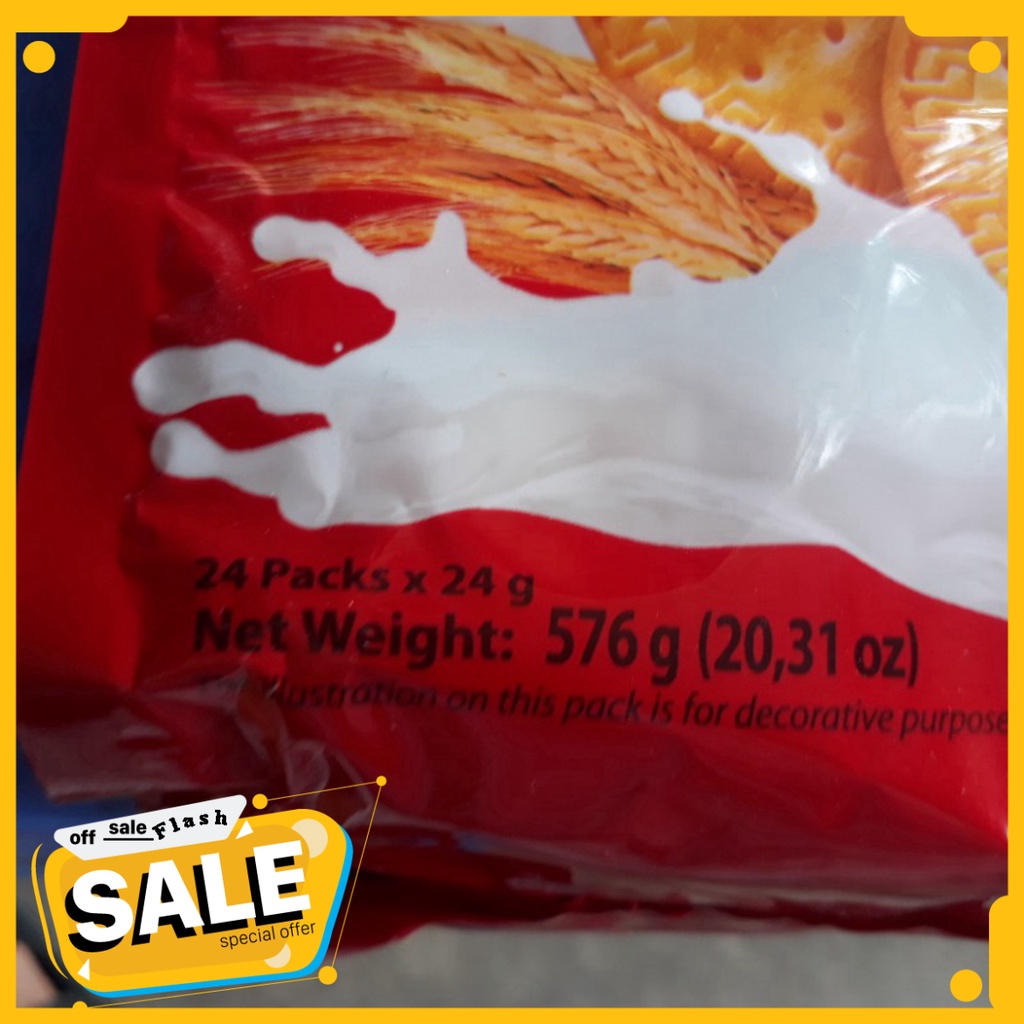 24 Packs x 24 g
Net Weight: 576 g (20,31 oz)
illustration on this pack is for decorative purpose
off sale Flash
SALE
special offer